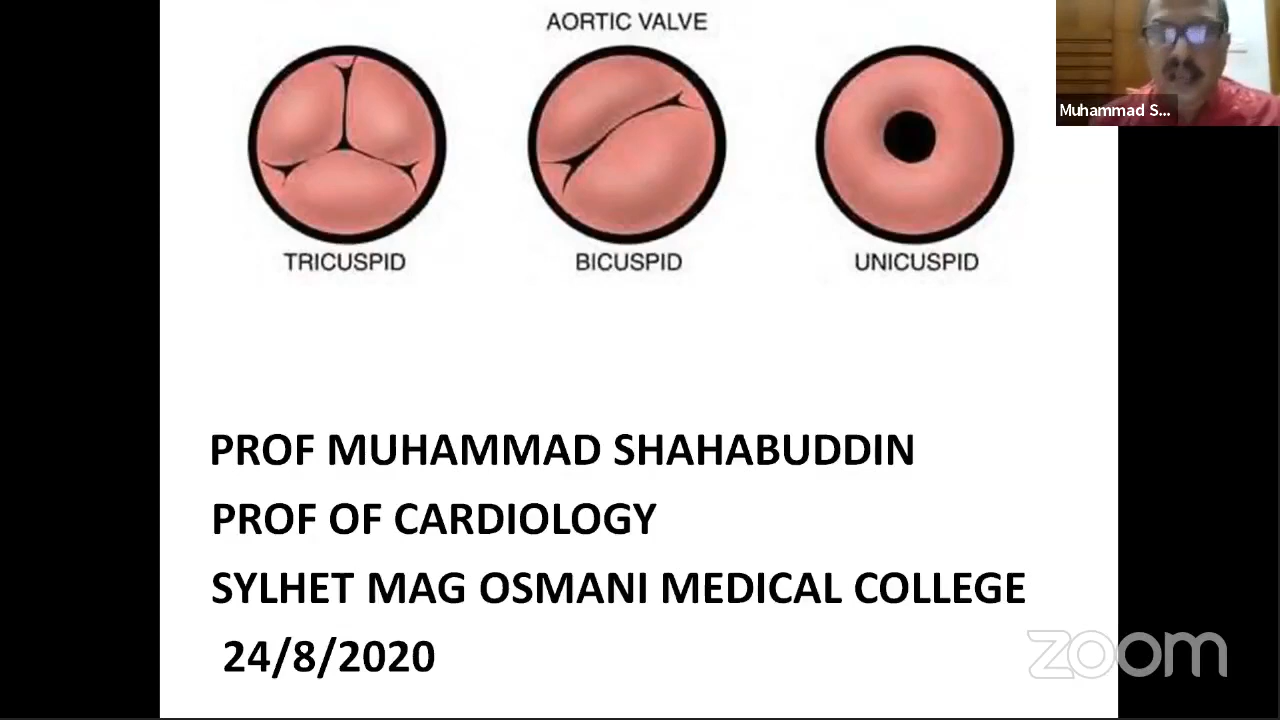 AORTIC VALVE
TRICUSPID BICUSPID UNICUSPID
Muhammad S...
PROF MUHAMMAD SHAHABUDDIN
PROF OF CARDIOLOGY
SYLHET MAG OSMANI MEDICAL COLLEGE
24/8/2020
zoom